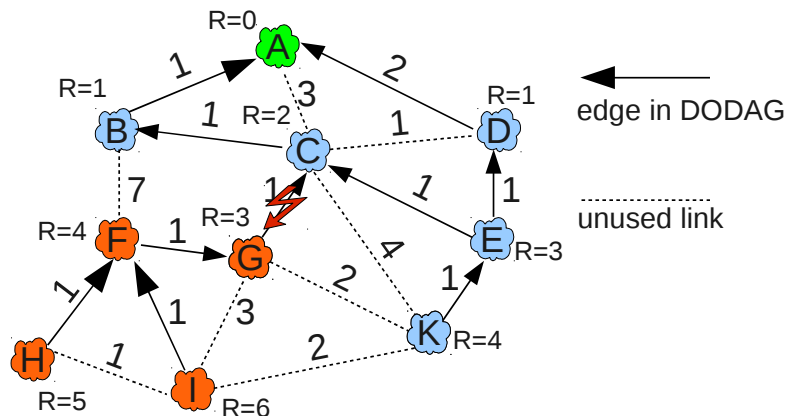 R=0
A
1
2
R=1
3
R=1
R=2
1
1
B
D
edge in DODAG
C
7
1
1
1
R=3
unused link
R=4
1
F
E
R=3
G
4
2
1
1
1
3
K
R=4
2
H
1
I
R=5
R=6